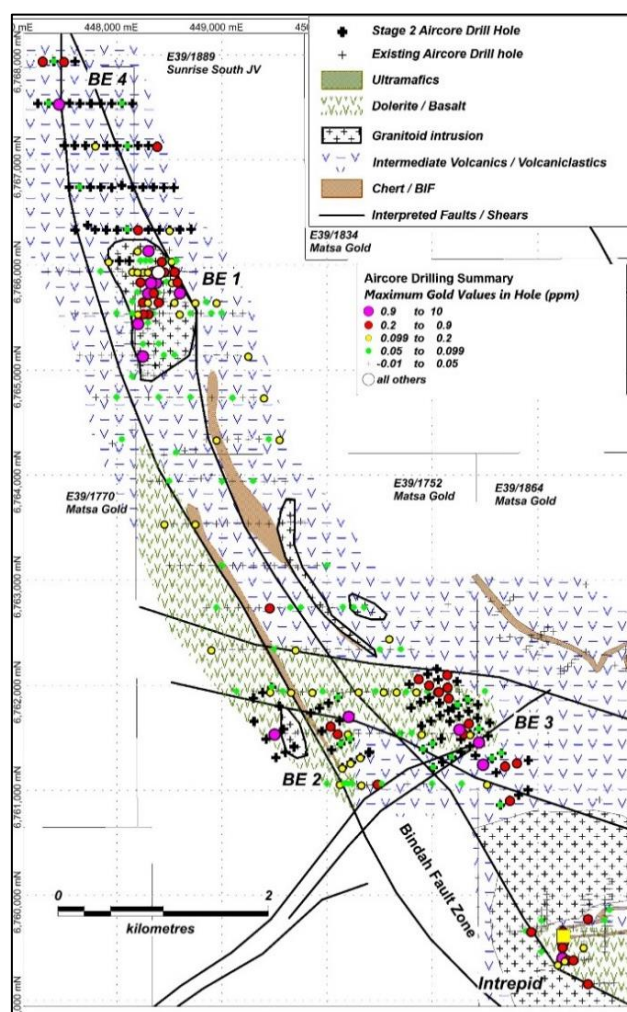 mE
448,000 mE
449,000 mE
45
6,768,000 mN
6,767,000 mN
6,766,000 mN
6,765,000 mN
6,764,000 mN
6,763,000 mN
6,762,000 mN
6,761,000 mN
6,760,000 mN
,000 mN
E39/1889
Sunrise South JV
BE 4
Stage 2 Aircore Drill Hole
Existing Aircore Drill hole
Ultramafics
Dolerite / Basalt
Granitoid intrusion
Intermediate Volcanics / Volcaniclastics
Chert / BIF
Interpreted Faults / Shears
E39/1834
Matsa Gold
BE 1
Aircore Drilling Summary
Maximum Gold Values in Hole (ppm)
0.9 to 10
0.2 to 0.9
0.099 to 0.2
0.05 to 0.099
-0.01 to 0.05
all others
E39/1770
Matsa Gold
E39/1752
Matsa Gold
E39/1864
Matsa Gold
BE 3
BE 2
Bindah Fault Zone
0 2
kilometres
Intrepid